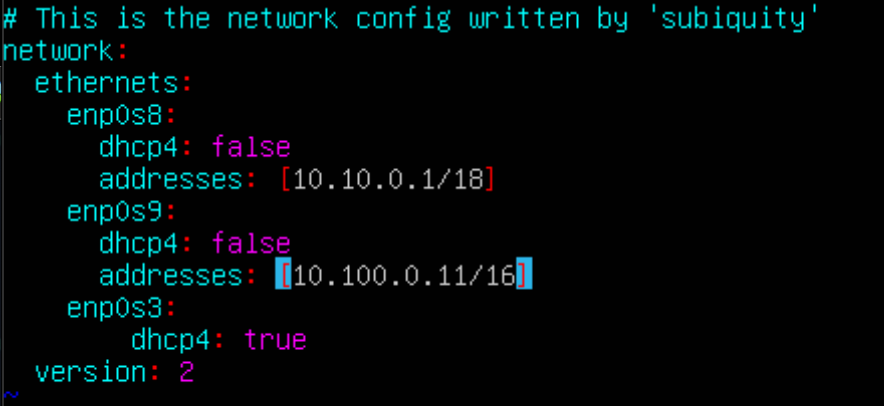 # This is the network config written by 'subiquity'
network:
  ethernets:
    enp0s8:
      dhcp4: false
      addresses: [10.10.0.1/18]
    enp0s9:
      dhcp4: false
      addresses: [10.100.0.11/16]
    enp0s3:
        dhcp4: true
  version: 2
~